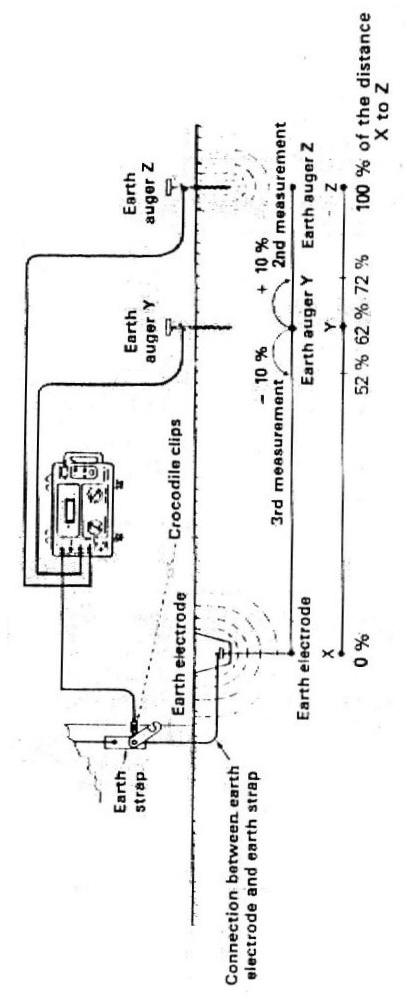 Earth
auger Z
Earth
auger Y
Crocodile clips
Earth electrode
Earth
strap
Connection between earth
electrode and earth strap
3rd measurement
– 10 %
+ 10 %
2nd measurement
Earth electrode
Earth auger Y
Earth auger Z
X
Y
Z
0 %
52 % 62 % 72 %
100 % of the distance
X to Z